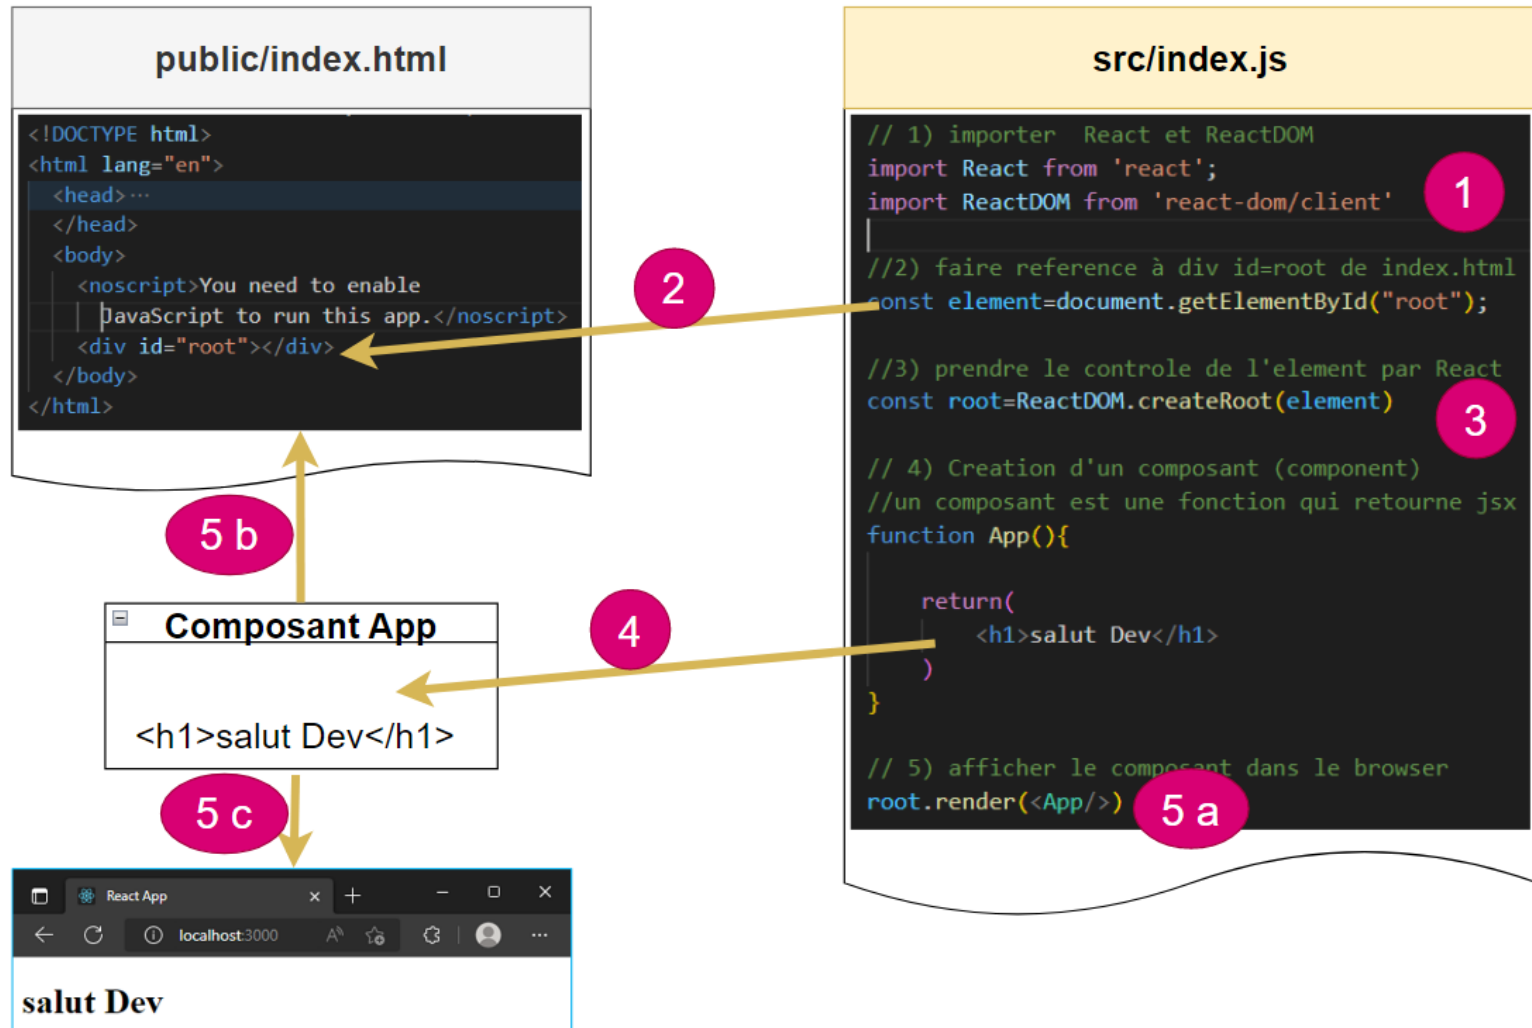 public/index.html
<!DOCTYPE html>
<html lang="en">
<head>...
</head>
<body>
<noscript>You need to enable
JavaScript to run this app.</noscript>
<div id="root"></div>
</body>
</html>
src/index.js
// 1) importer  React et ReactDOM
import React from 'react';
import ReactDOM from 'react-dom/client'
1
//2) faire reference à div id=root de index.html
const element=document.getElementById("root");
2
//3) prendre le controle de l'element par React
const root=ReactDOM.createRoot(element)
3
// 4) Creation d'un composant (component)
//un composant est une fonction qui retourne jsx
function App(){
return(
<h1>salut Dev</h1>
)
}
4
// 5) afficher le composant dans le browser
root.render(<App/>)
5 a
5 b
Composant App
<h1>salut Dev</h1>
5 c
React App
localhost:3000
salut Dev